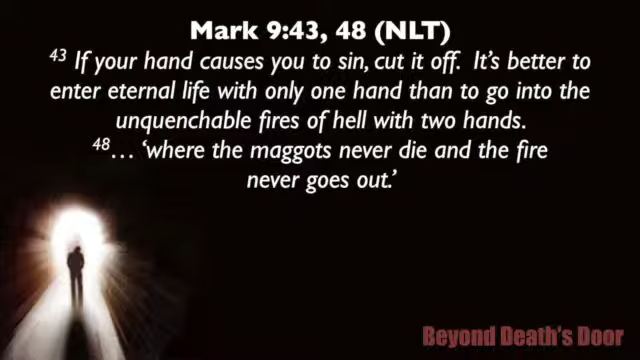 Mark 9:43, 48 (NLT)
43 If your hand causes you to sin, cut it off. It's better to
enter eternal life with only one hand than to go into the
unquenchable fires of hell with two hands.
48… ‘where the maggots never die and the fire
never goes out.’
Beyond Death's Door